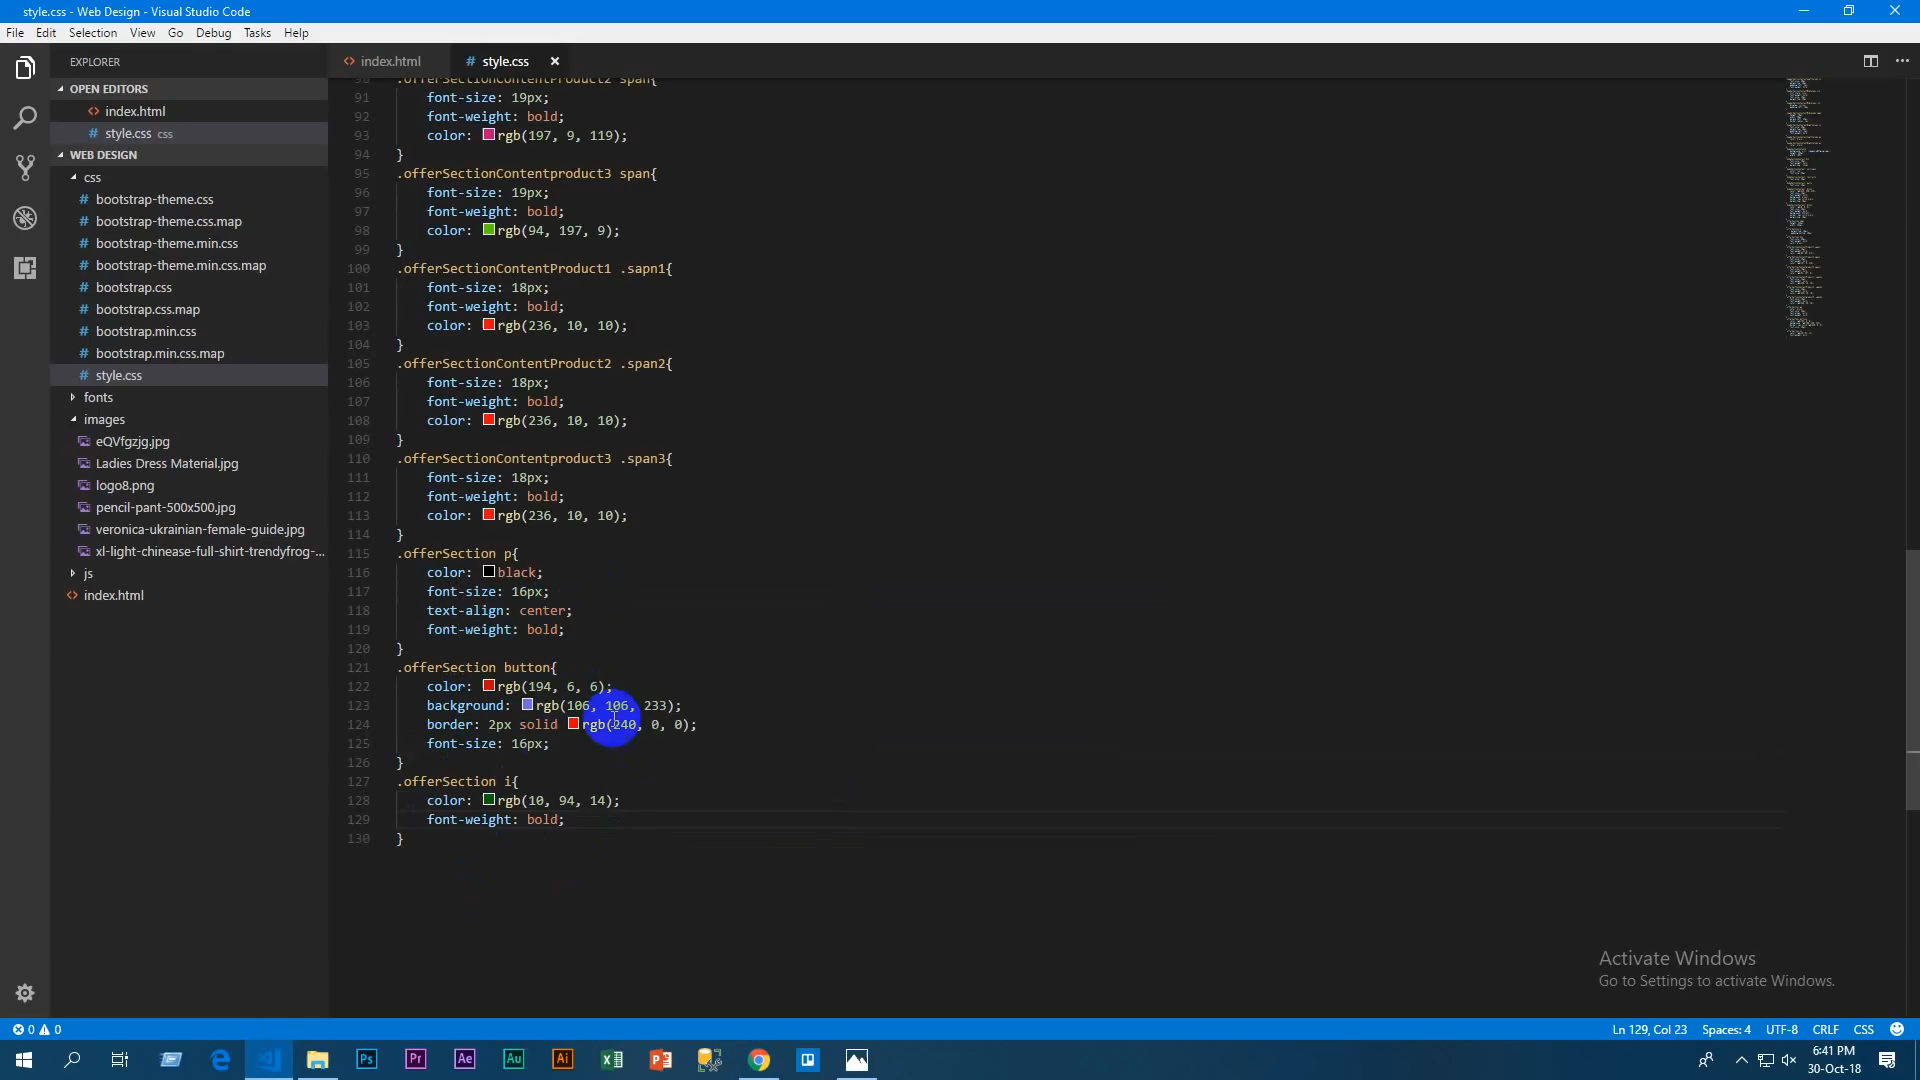 style.css - Web Design - Visual Studio Code
File Edit Selection View Go Debug Tasks Help
EXPLORER
OPEN EDITORS
index.html
style.css css
WEB DESIGN
css
bootstrap-theme.css
bootstrap-theme.css.map
bootstrap-theme.min.css
bootstrap-theme.min.css.map
bootstrap.css
bootstrap.css.map
bootstrap.min.css
bootstrap.min.css.map
style.css
fonts
images
eQVfgzjg.jpg
Ladies Dress Material.jpg
logo8.png
pencil-pant-500x500.jpg
veronica-ukrainian-female-guide.jpg
xl-light-chinease-full-shirt-trendyfrog-...
js
index.html
index.html style.css
90 .offerSectionContentProduct2 span{
91 font-size: 19px;
92 font-weight: bold;
93 color: rgb(197, 9, 119);
94 }
95 .offerSectionContentproduct3 span{
96 font-size: 19px;
97 font-weight: bold;
98 color: rgb(94, 197, 9);
99 }
100 .offerSectionContentProduct1 .sapn1{
101 font-size: 18px;
102 font-weight: bold;
103 color: rgb(236, 10, 10);
104 }
105 .offerSectionContentProduct2 .span2{
106 font-size: 18px;
107 font-weight: bold;
108 color: rgb(236, 10, 10);
109 }
110 .offerSectionContentproduct3 .span3{
111 font-size: 18px;
112 font-weight: bold;
113 color: rgb(236, 10, 10);
114 }
115 .offerSection p{
116 color: black;
117 font-size: 16px;
118 text-align: center;
119 font-weight: bold;
120 }
121 .offerSection button{
122 color: rgb(194, 6, 6);
123 background: rgb(106, 106, 233);
124 border: 2px solid rgb(240, 0, 0);
125 font-size: 16px;
126 }
127 .offerSection i{
128 color: rgb(10, 94, 14);
129 font-weight: bold;
130 }
Activate Windows
Go to Settings to activate Windows.
0 0 Ln 129, Col 23 Spaces: 4 UTF-8 CRLF CSS
Ps Pr Ae Au Ai
6:41 PM
30-Oct-18